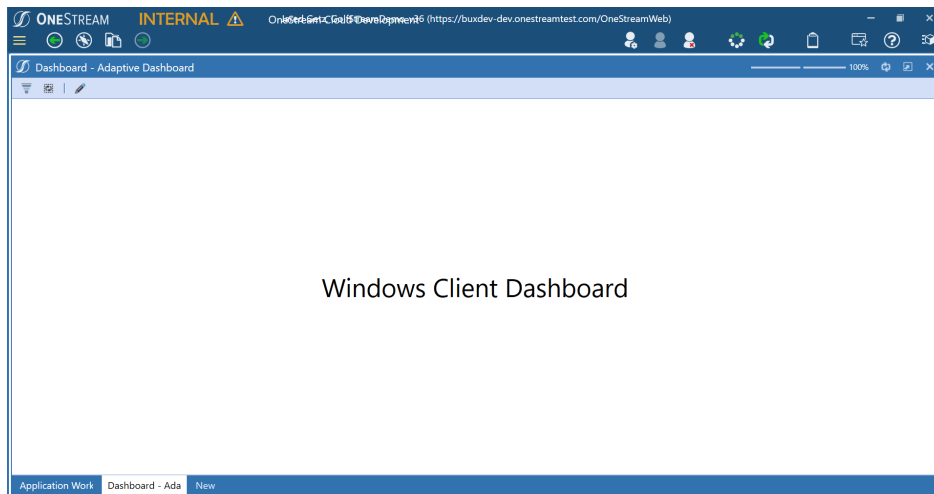 ONESTREAM INTERNAL (https://buxdev-dev.onestreamtest.com/OneStreamWeb)
Dashboard - Adaptive Dashboard 100%
Windows Client Dashboard
Application Work Dashboard - Ada New